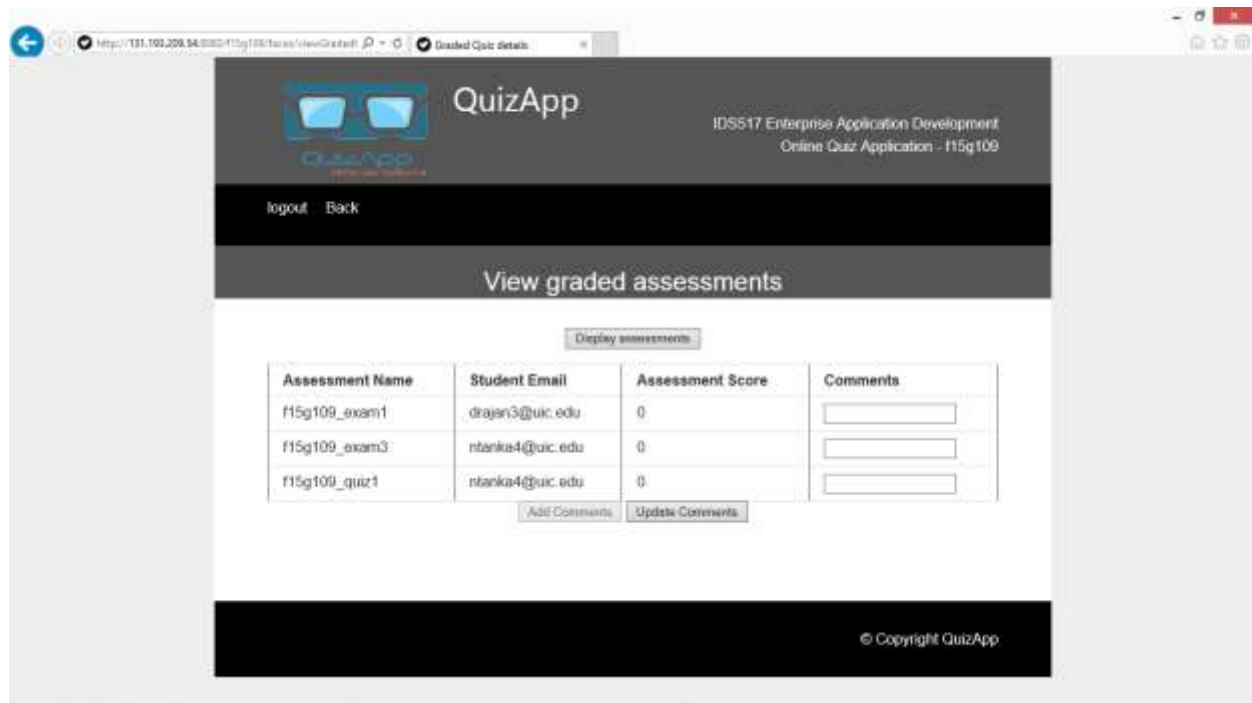 Graded Quiz details
QuizApp
IDS517 Enterprise Application Development
Online Quiz Application - f15g109
QuizApp
logout Back
View graded assessments
Display assessments
Assessment Name Student Email Assessment Score Comments
f15g109_exam1 drajan3@uic.edu 0
f15g109_exam3 ntanka4@uic.edu 0
f15g109_quiz1 ntanka4@uic.edu 0
Add Comments Update Comments
© Copyright QuizApp